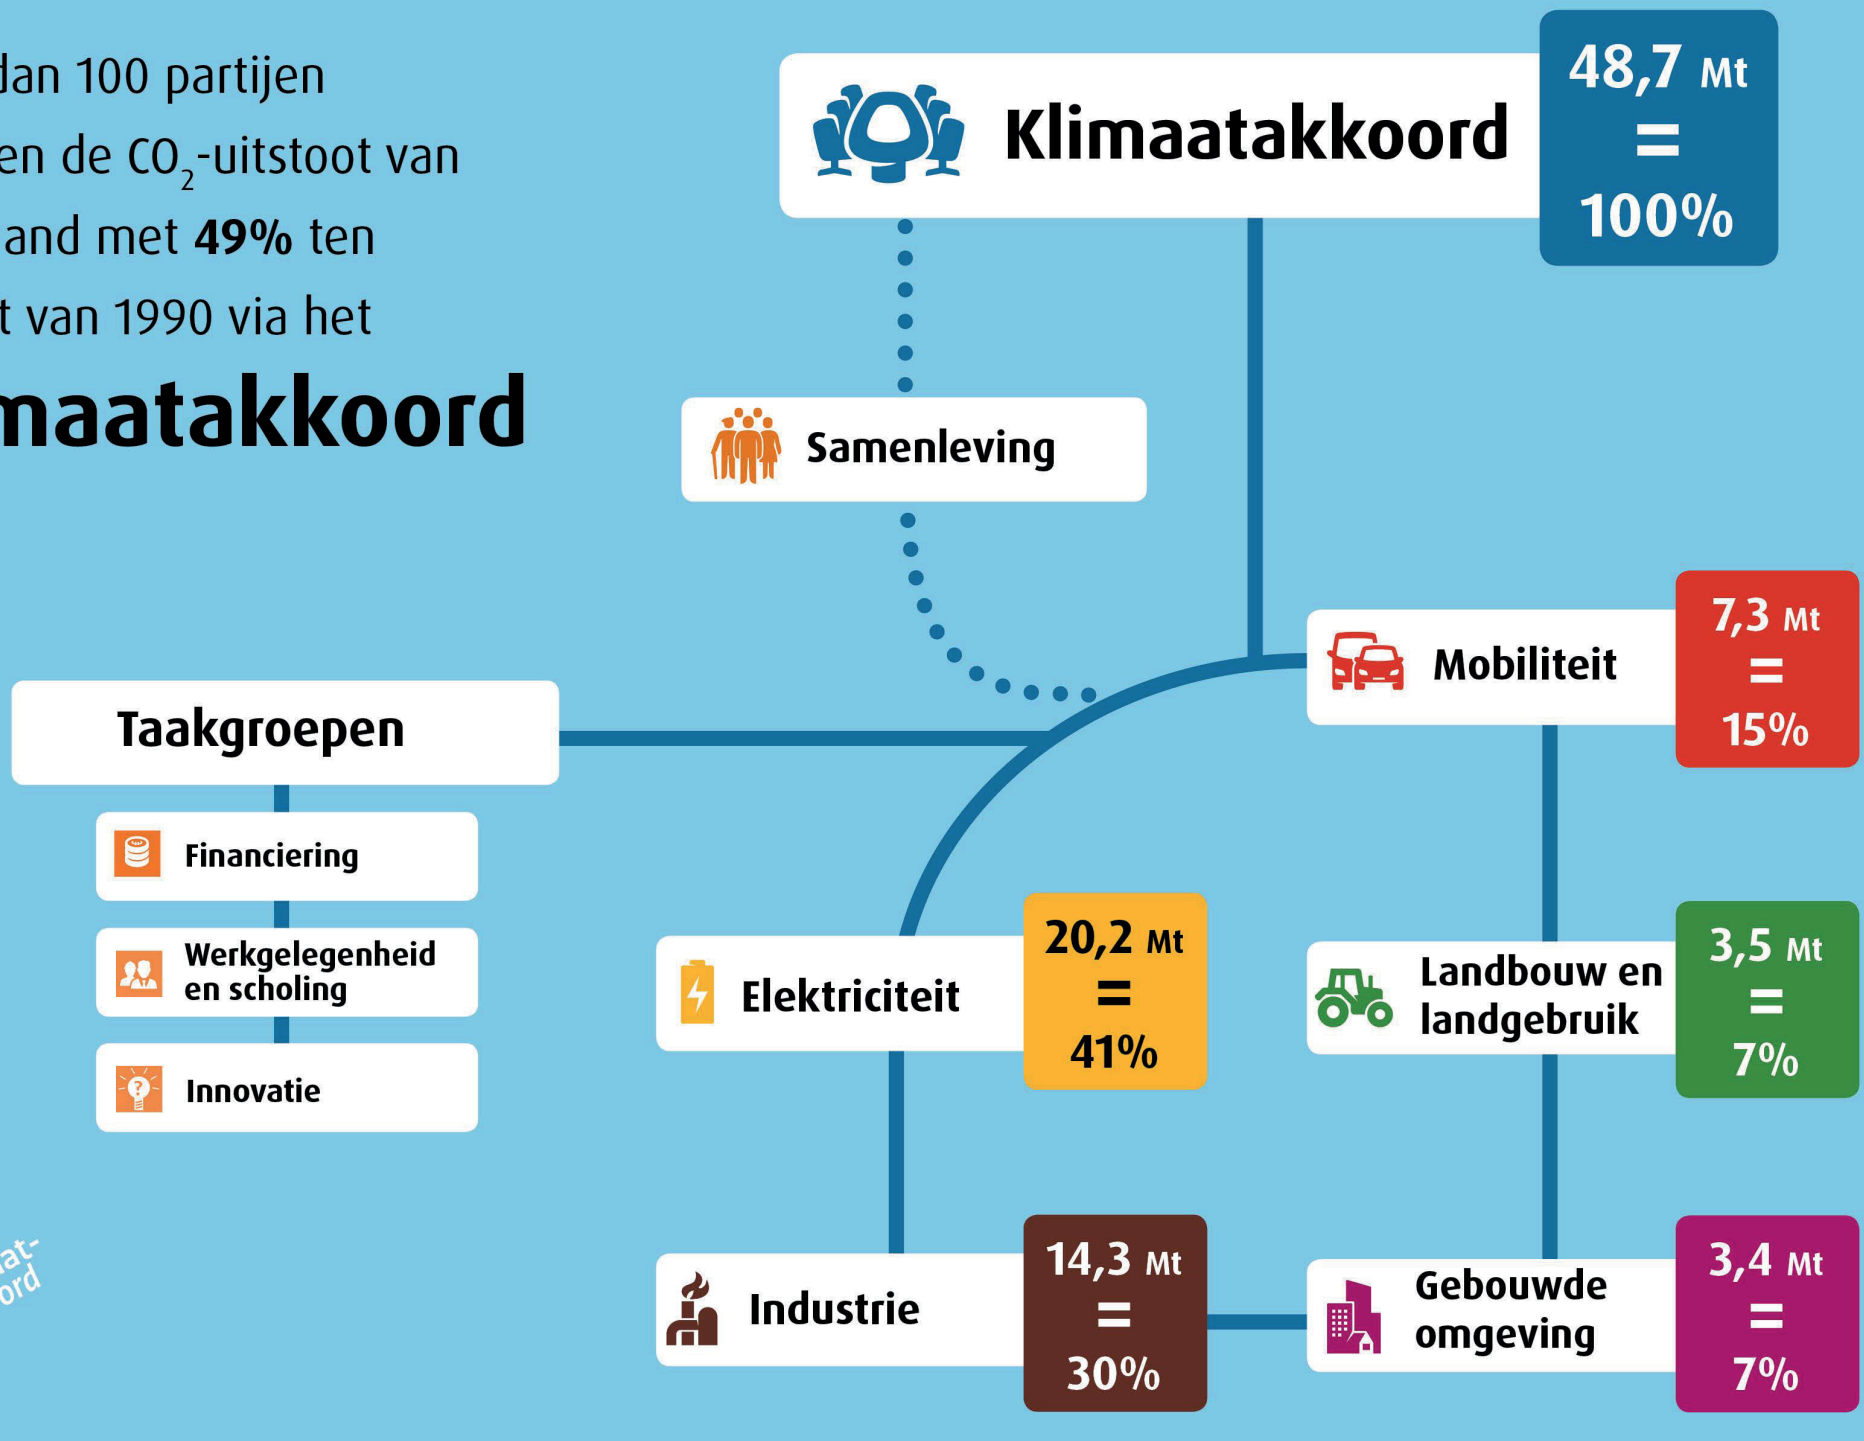 dan 100 partijen
en de CO₂-uitstoot van
and met 49% ten
t van 1990 via het
maatakkoord
Klimaatakkoord
48,7 Mt
=
100%
Samenleving
Mobiliteit
7,3 Mt
=
15%
Taakgroepen
Financiering
Werkgelegenheid
en scholing
Innovatie
Elektriciteit
20,2 Mt
=
41%
Landbouw en
landgebruik
3,5 Mt
=
7%
Industrie
14,3 Mt
=
30%
Gebouwde
omgeving
3,4 Mt
=
7%
at-
ord